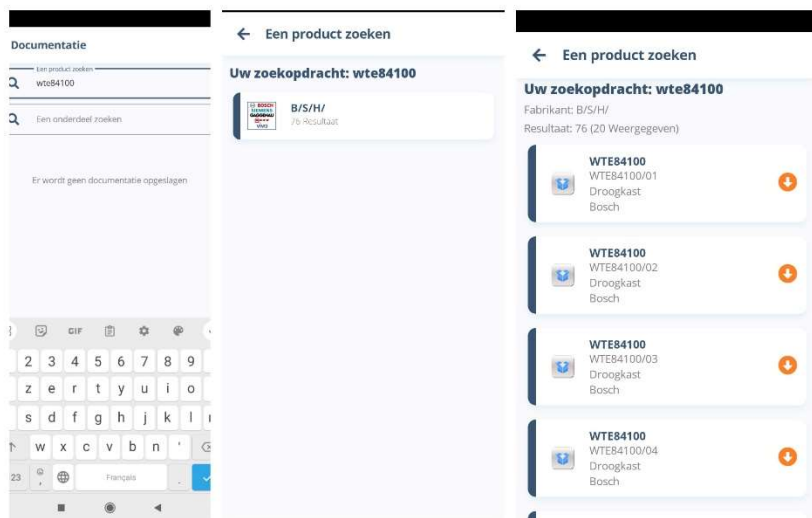 Documentatie
Een product zoeken
wte84100
Een onderdeel zoeken
Er wordt geen documentatie opgeslagen
GIF
2 3 4 5 6 7 8 9
z e r t y u i o
s d f g h j k l
w x c v b n '
23 , Français .
Een product zoeken
Uw zoekopdracht: wte84100
BOSCH
SIEMENS
GAGGENAU
viva
B/S/H/
76 Resultaat
Een product zoeken
Uw zoekopdracht: wte84100
Fabrikant: B/S/H/
Resultaat: 76 (20 Weergegeven)
WTE84100
WTE84100/01
Droogkast
Bosch
WTE84100
WTE84100/02
Droogkast
Bosch
WTE84100
WTE84100/03
Droogkast
Bosch
WTE84100
WTE84100/04
Droogkast
Bosch